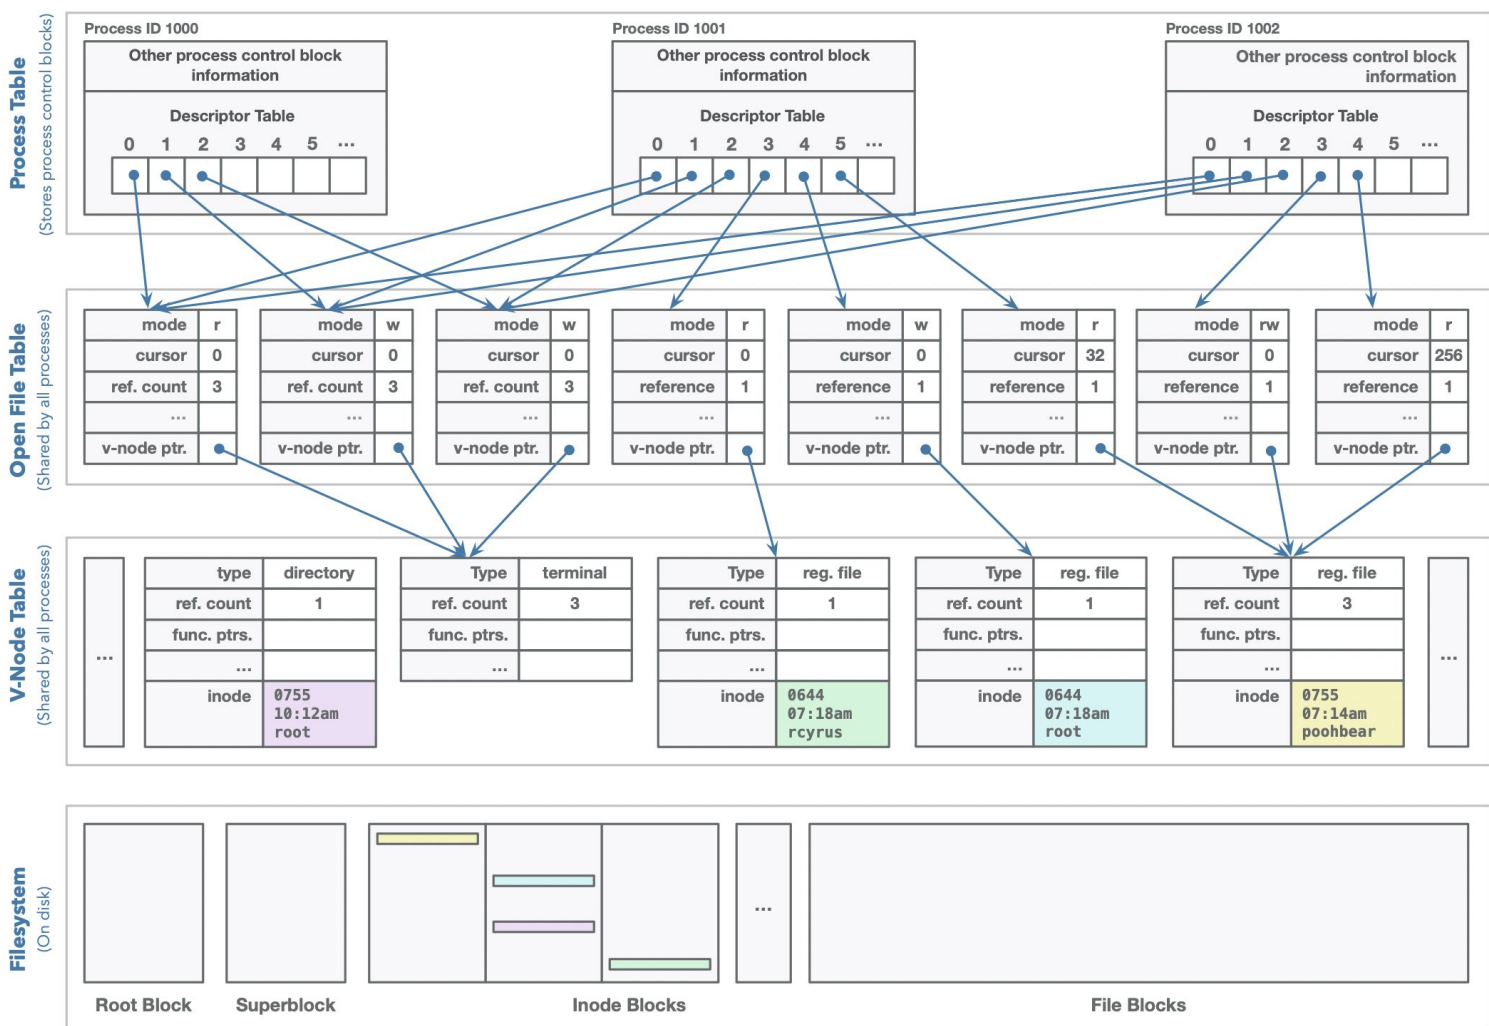 Process Table
(Stores process control blocks)
Process ID 1000
Other process control block
information
Descriptor Table
0 1 2 3 4 5 ...
Process ID 1001
Other process control block
information
Descriptor Table
0 1 2 3 4 5 ...
Process ID 1002
Other process control block
information
Descriptor Table
0 1 2 3 4 5 ...
Open File Table
(Shared by all processes)
mode r
cursor 0
ref. count 3
...
v-node ptr.
mode w
cursor 0
ref. count 3
...
v-node ptr.
mode w
cursor 0
ref. count 3
...
v-node ptr.
mode r
cursor 0
reference 1
...
v-node ptr.
mode w
cursor 0
reference 1
...
v-node ptr.
mode r
cursor 32
reference 1
...
v-node ptr.
mode rw
cursor 0
reference 1
...
v-node ptr.
mode r
cursor 256
reference 1
...
v-node ptr.
V-Node Table
(Shared by all processes)
...
type directory
ref. count 1
func. ptrs.
...
inode 0755
10:12am
root
Type terminal
ref. count 3
func. ptrs.
...
Type reg. file
ref. count 1
func. ptrs.
...
inode 0644
07:18am
rcyrus
Type reg. file
ref. count 1
func. ptrs.
...
inode 0644
07:18am
root
Type reg. file
ref. count 3
func. ptrs.
...
inode 0755
07:14am
poohbear
...
Filesystem
(On disk)
...
Root Block
Superblock
Inode Blocks
File Blocks